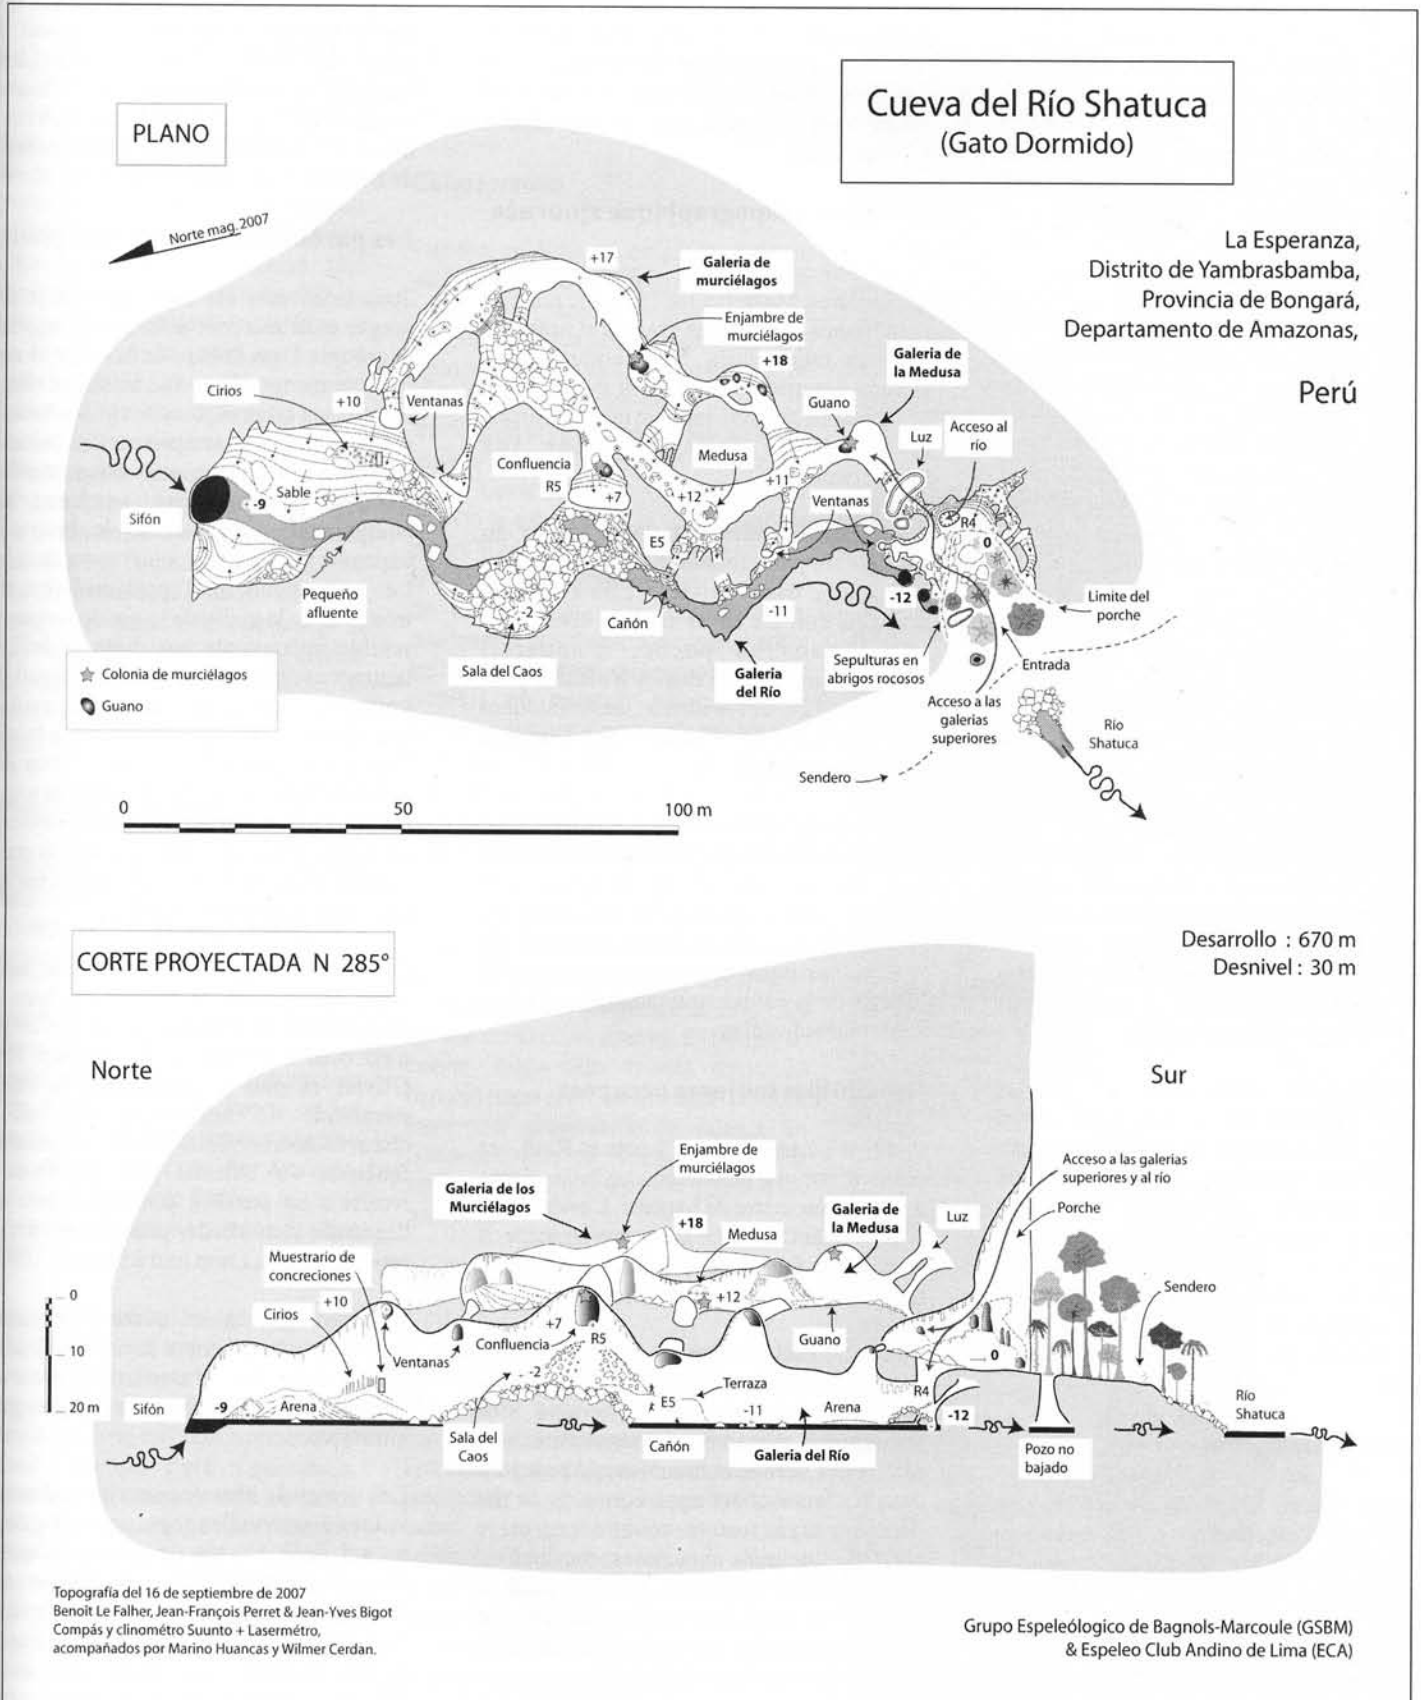 PLANO
Cueva del Río Shatuca
(Gato Dormido)
La Esperanza,
Distrito de Yambrasbamba,
Provincia de Bongará,
Departamento de Amazonas,
Perú
Norte mag. 2007
+17
Galeria de
murciélagos
Enjambre de
murciélagos
+18
Galeria de
la Medusa
Cirios
+10
Ventanas
Guano
Luz
Acceso al
río
Confluencia
R5
Medusa
+11
Ventanas
Sifón
-9
Sable
+7
+12
R4
0
E5
Pequeño
afluente
-2
Cañón
-11
-12
Limite del
porche
Colonia de murciélagos
Guano
Sala del Caos
Galeria
del Río
Sepulturas en
abrigos rocosos
Entrada
Acceso a las
galerias
superiores
Río
Shatuca
Sendero
0
50
100 m
CORTE PROYECTADA N 285°
Desarrollo : 670 m
Desnivel : 30 m
Norte
Sur
Enjambre de
murciélagos
Galeria de los
Murciélagos
+18
Medusa
Galeria de
la Medusa
Luz
Acceso a las galerias
superiores y al río
Porche
Muestrario de
concreciones
Cirios
+10
+12
Sendero
0
10
20 m
+7
Confluencia
R5
Guano
Ventanas
0
-2
Terraza
R4
Sifón
-9
Arena
E5
-11
Arena
-12
Río
Shatuca
Sala del
Caos
Cañón
Galeria del Río
Pozo no
bajado
Topografía del 16 de septiembre de 2007
Benoît Le Falher, Jean-François Perret & Jean-Yves Bigot
Compás y clinométro Suunto + Lasermétro,
acompañados por Marino Huancas y Wilmer Cerdan.
Grupo Espeleólogico de Bagnols-Marcoule (GSBM)
& Espeleo Club Andino de Lima (ECA)